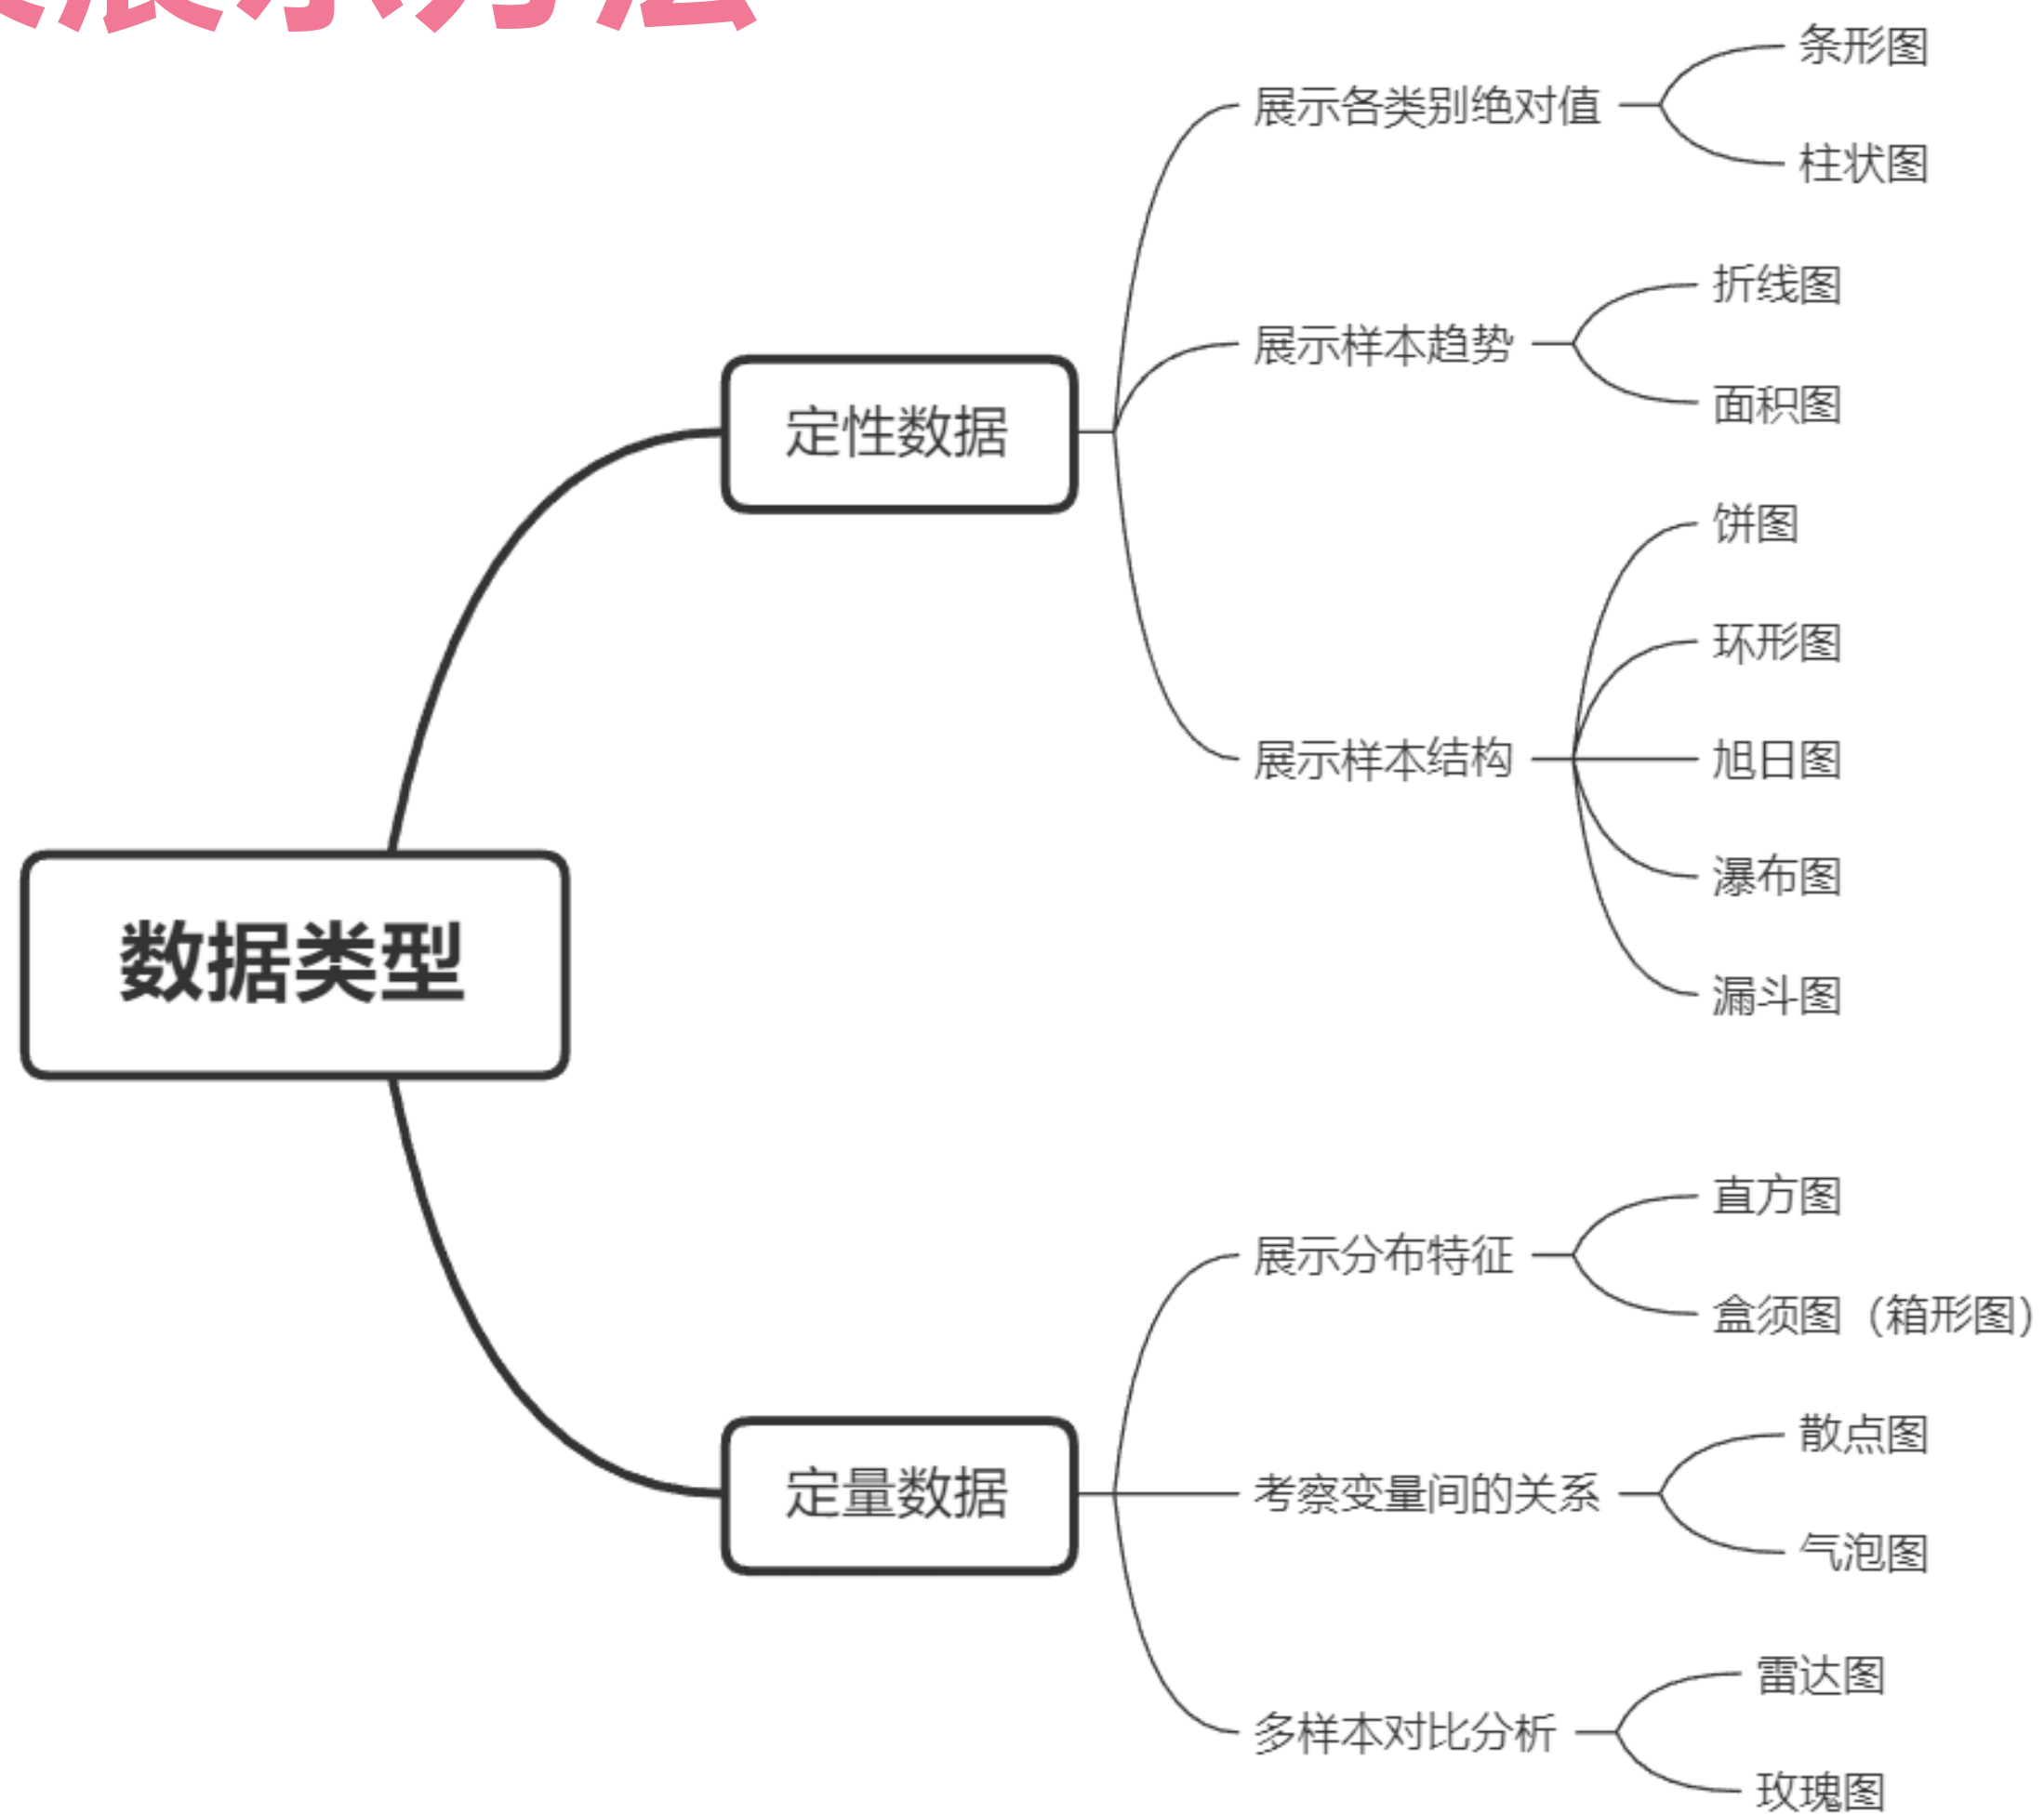 展示方法
数据类型
定性数据
展示各类别绝对值
条形图
柱状图
展示样本趋势
折线图
面积图
展示样本结构
饼图
环形图
旭日图
瀑布图
漏斗图
定量数据
展示分布特征
直方图
盒须图（箱形图）
考察变量间的关系
散点图
气泡图
多样本对比分析
雷达图
玫瑰图